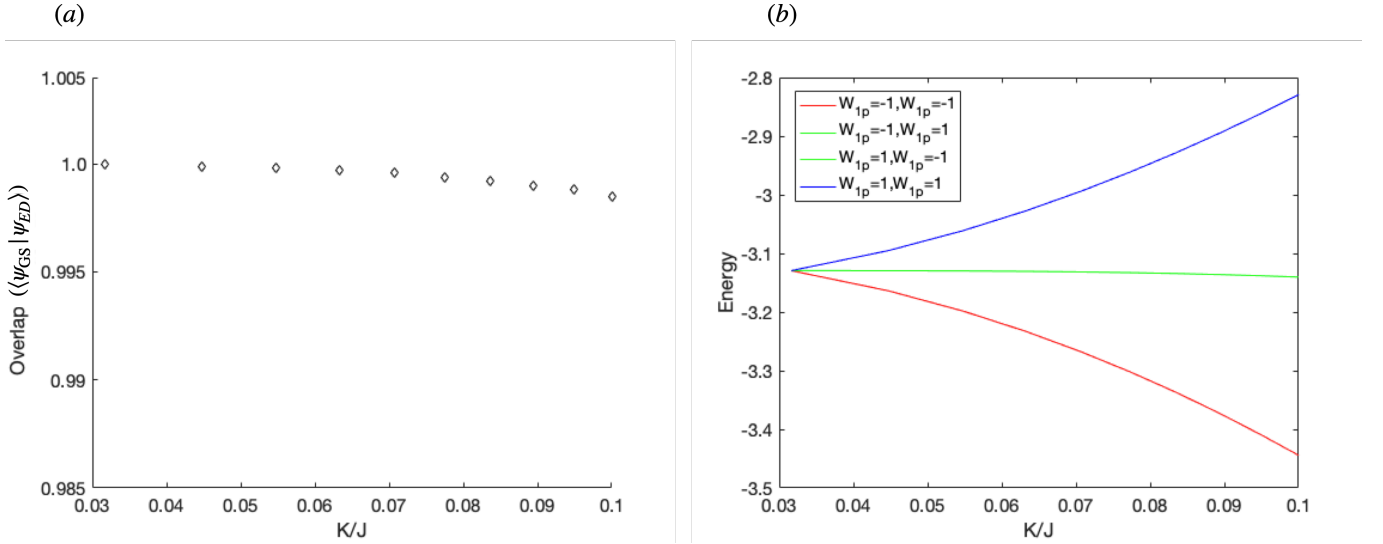 (a)
1.005
1.0
0.995
0.99
0.985
Overlap (⟨ψGS|ψED⟩)
0.03 0.04 0.05 0.06 0.07 0.08 0.09 0.1
K/J
(b)
-2.8
-2.9
-3
-3.1
-3.2
-3.3
-3.4
-3.5
Energy
W1p=-1,W1p=-1
W1p=-1,W1p=1
W1p=1,W1p=-1
W1p=1,W1p=1
0.03 0.04 0.05 0.06 0.07 0.08 0.09 0.1
K/J